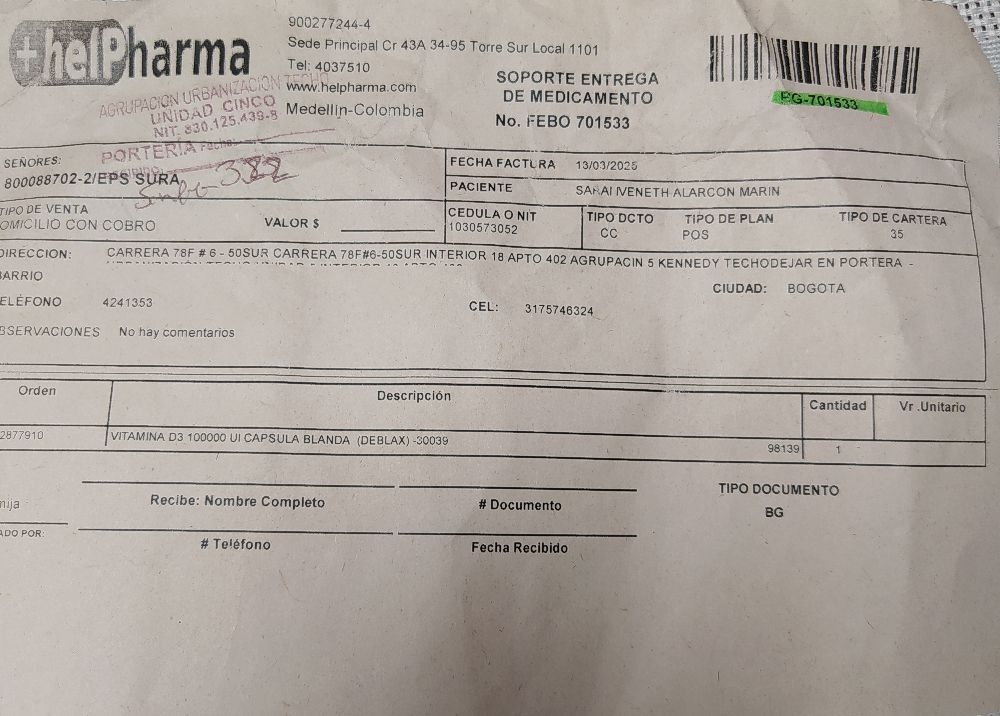 +helPharma
900277244-4
Sede Principal Cr 43A 34-95 Torre Sur Local 1101
Tel: 4037510
www.helpharma.com
Medellin-Colombia
SOPORTE ENTREGA
DE MEDICAMENTO
No. FEBO 701533
BG-701533
AGRUPACION URBANIZACION TECHO
UNIDAD CINCO
NIT. 830.125.439-8
PORTERIA Fecha:
SEÑORES:
800088702-2/EPS SURA
382
FECHA FACTURA 13/03/2025
PACIENTE SARAI IVENETH ALARCON MARIN
TIPO DE VENTA
OMICILIO CON COBRO
VALOR $
CEDULA O NIT
1030573052
TIPO DCTO
CC
TIPO DE PLAN
POS
TIPO DE CARTERA
35
DIRECCION: CARRERA 78F # 6 - 50SUR CARRERA 78F#6-50SUR INTERIOR 18 APTO 402 AGRUPACIN 5 KENNEDY TECHODEJAR EN PORTERA -
BARRIO
CIUDAD: BOGOTA
ELÉFONO 4241353
CEL: 3175746324
BSERVACIONES No hay comentarios
Orden Descripción Cantidad Vr .Unitario
2877910 VITAMINA D3 100000 UI CAPSULA BLANDA (DEBLAX) -30039 98139 1
mija
ADO POR:
Recibe: Nombre Completo
# Documento
# Teléfono
Fecha Recibido
TIPO DOCUMENTO
BG